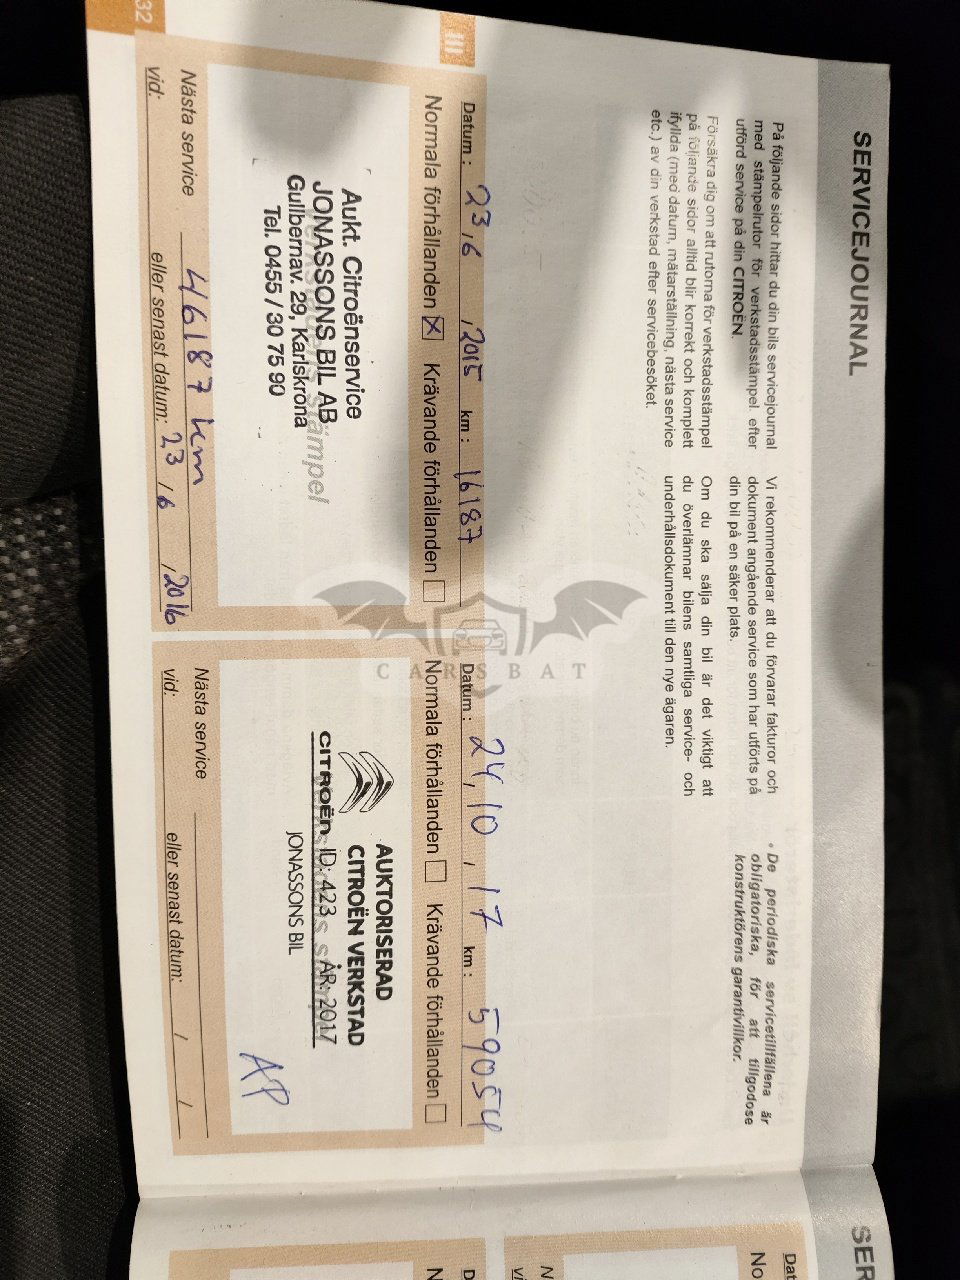 SERVICEJOURNAL
På följande sidor hittar du din bils servicejournal
med stämpelrutor för verkstadsstämpel efter
utförd service på din CITROËN.
Försäkra dig om att rutorna för verkstadsstämpel
på följande sidor alltid blir korrekt och komplett
ifyllda (med datum, mätarställning, nästa service
etc.) av din verkstad efter servicebesöket.
Vi rekommenderar att du förvarar fakturor och
dokument angående service som har utförts på
din bil på en säker plats.
Om du ska sälja din bil är det viktigt att
du överlämnar bilens samtliga service- och
underhållsdokument till den nye ägaren.
• De periodiska servicetillfällena är
obligatoriska, för att tillgodose
konstruktörens garantivillkor.
III
Datum : 23,6 ,2015 km : 16187
Normala förhållanden X Krävande förhållanden
Aukt. Citroënservice
JONASSONS BIL AB
Gullbernav. 29, Karlskrona
Tel. 0455 / 30 75 90
stämpel
Nästa service
vid: 46187 km
eller senast datum: 23 / 6 , 2016
32
Datum : 24, 10, 17 km : 59054
Normala förhållanden Krävande förhållanden
AUKTORISERAD
CITROËN VERKSTAD
CITROËN ID: 423 ÅR: 2017
JONASSONS BIL
AP
Nästa service
vid:
eller senast datum: / /
CARSBAT
SER
Dat
No
N
vi
D
N